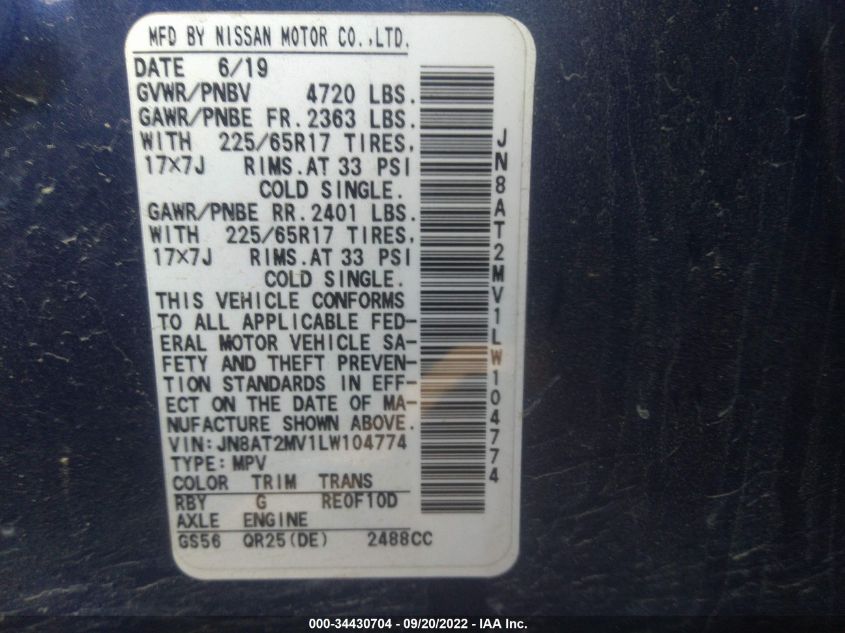 MFD BY NISSAN MOTOR CO.,LTD.
DATE 6/19
GVWR/PNBV 4720 LBS.
GAWR/PNBE FR.2363 LBS.
WITH 225/65R17 TIRES,
17×7J RIMS.AT 33 PSI
COLD SINGLE.
GAWR/PNBE RR.2401 LBS.
WITH 225/65R17 TIRES,
17×7J RIMS.AT 33 PSI
COLD SINGLE.
THIS VEHICLE CONFORMS
TO ALL APPLICABLE FED-
ERAL MOTOR VEHICLE SA-
FETY AND THEFT PREVEN-
TION STANDARDS IN EFF-
ECT ON THE DATE OF MA-
NUFACTURE SHOWN ABOVE.
VIN:JN8AT2MV1LW104774
TYPE:MPV
COLOR TRIM TRANS
RBY G RE0F10D
AXLE ENGINE
GS56 QR25(DE) 2488CC
JN8AT2MV1LW104774
000-34430704 - 09/20/2022 - IAA Inc.